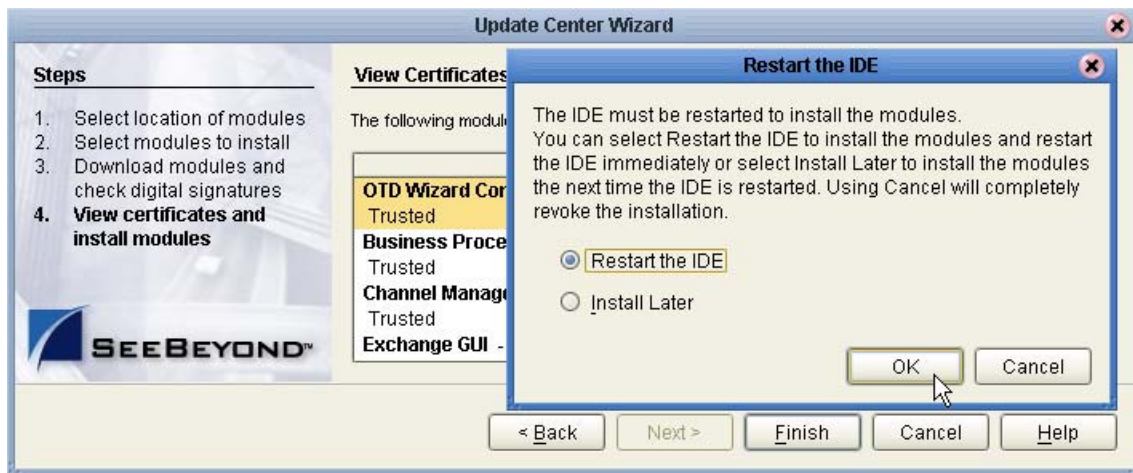 Update Center Wizard
Steps
1. Select location of modules
2. Select modules to install
3. Download modules and
check digital signatures
4. View certificates and
install modules
SEEBEYOND™
View Certificates
The following
OTD Wizard
Trusted
Business
Trusted
Channel
Trusted
Exchange GUI -
Restart the IDE
The IDE must be restarted to install the modules.
You can select Restart the IDE to install the modules and restart
the IDE immediately or select Install Later to install the modules
the next time the IDE is restarted. Using Cancel will completely
revoke the installation.
Restart the IDE
Install Later
OK
Cancel
< Back
Next >
Finish
Cancel
Help